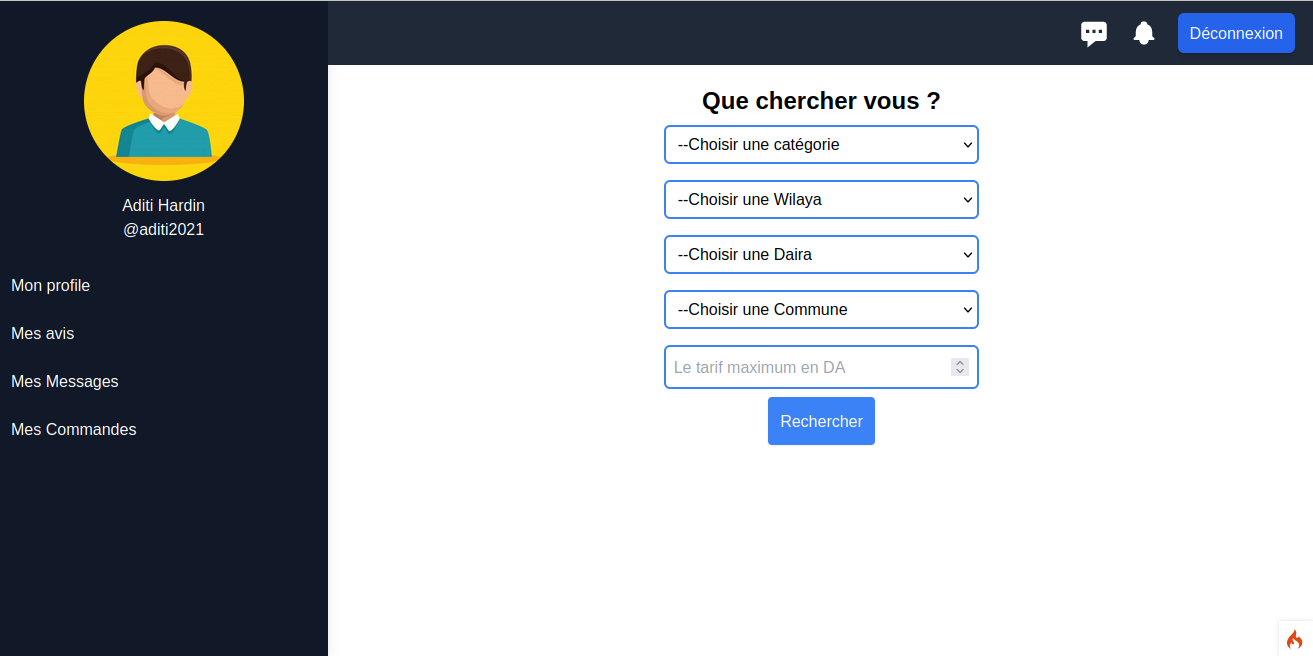 Déconnexion
Aditi Hardin
@aditi2021
Mon profile
Mes avis
Mes Messages
Mes Commandes
Que chercher vous ?
--Choisir une catégorie
--Choisir une Wilaya
--Choisir une Daira
--Choisir une Commune
Le tarif maximum en DA
Rechercher